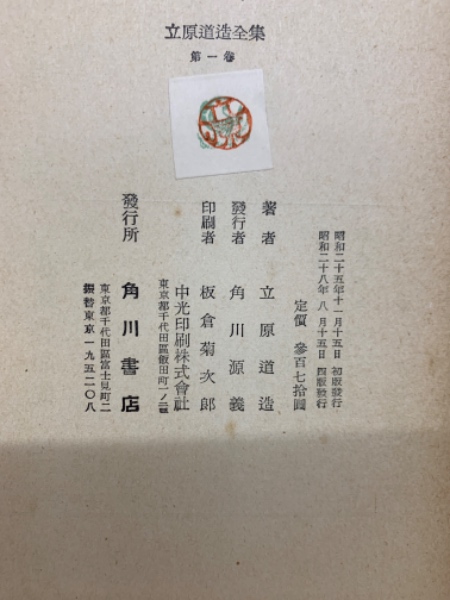 立原道造全集
第一卷
昭和二十五年十一月十五日 初版發行
昭和二十八年 八 月十五日 四版發行
定價 參百七拾圓
著者 立原道造
發行者 角川源義
印刷者 板倉菊次郎
中光印刷株式會社
東京都千代田區飯田町一ノ二三
發行所 角川書店
東京都千代田區富士見町二
振替東京一九五二〇八